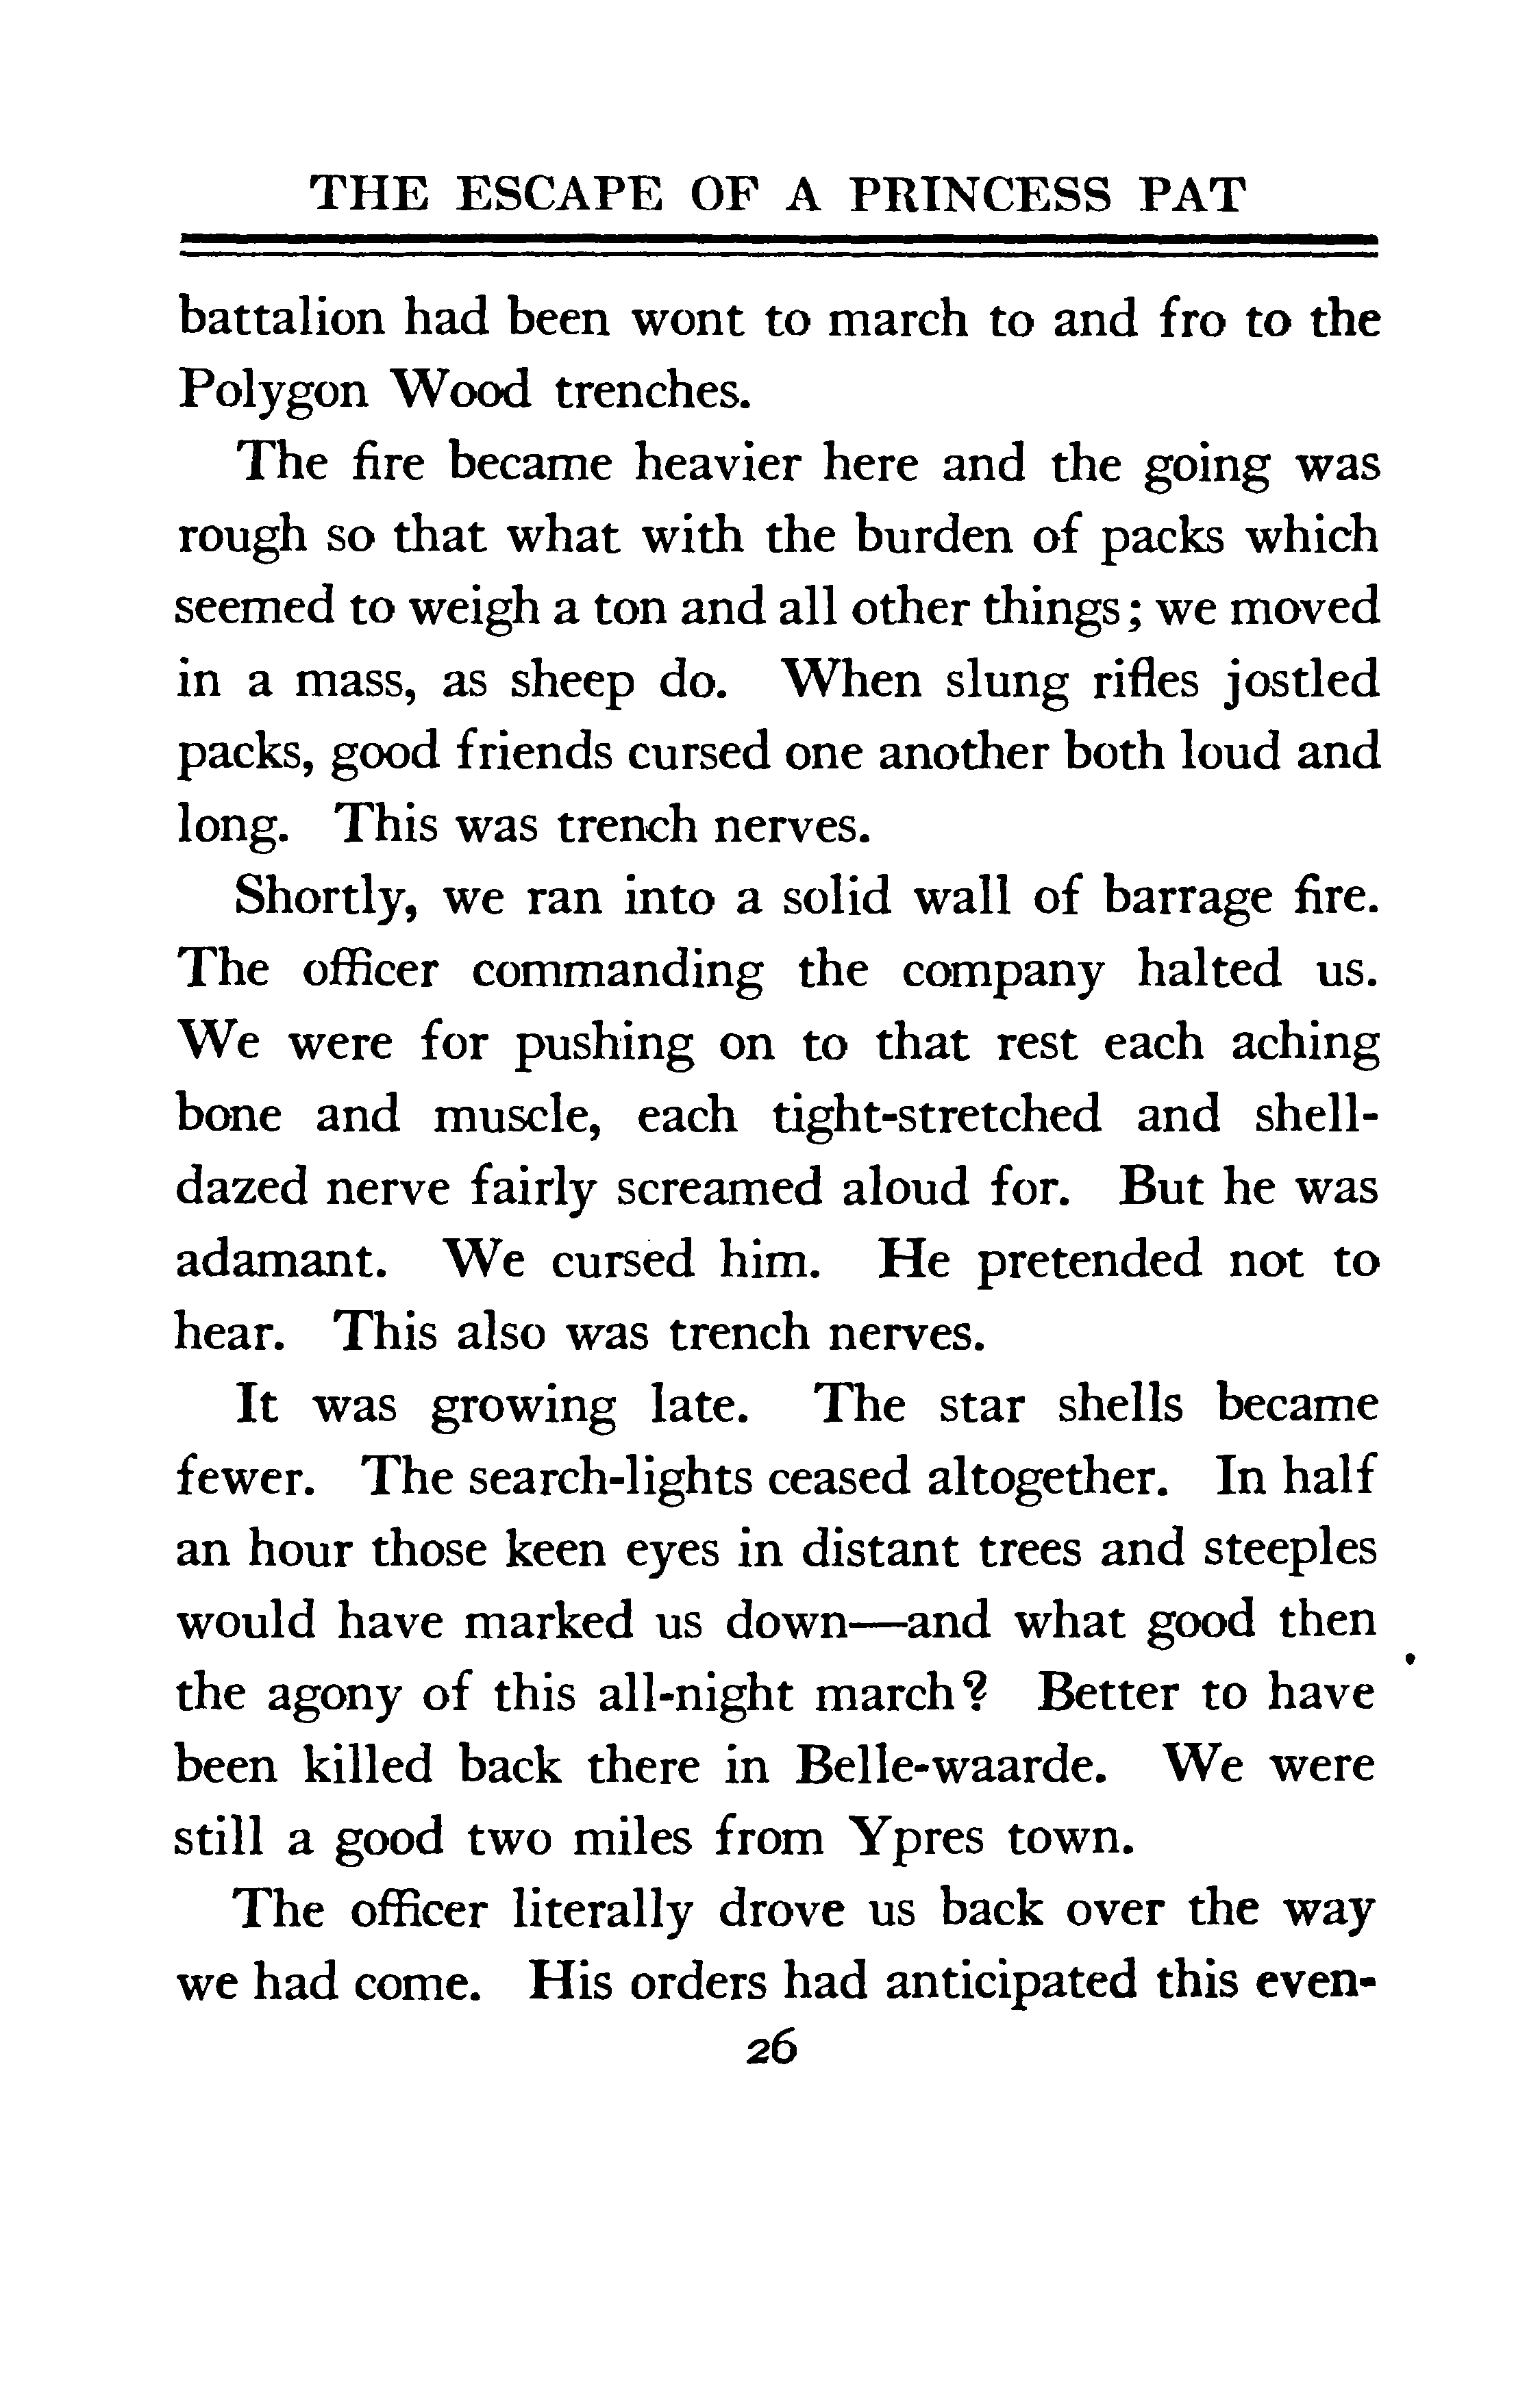 THE ESCAPE OF A PRINCESS PAT
battalion had been wont to march to and fro to the
Polygon Wood trenches.
The fire became heavier here and the going was
rough so that what with the burden of packs which
seemed to weigh a ton and all other things; we moved
in a mass, as sheep do. When slung rifles jostled
packs, good friends cursed one another both loud and
long. This was trench nerves.
Shortly, we ran into a solid wall of barrage fire.
The officer commanding the company halted us.
We were for pushing on to that rest each aching
bone and muscle, each tight-stretched and shell-
dazed nerve fairly screamed aloud for. But he was
adamant. We cursed him. He pretended not to
hear. This also was trench nerves.
It was growing late. The star shells became
fewer. The search-lights ceased altogether. In half
an hour those keen eyes in distant trees and steeples
would have marked us down—and what good then
the agony of this all-night march? Better to have
been killed back there in Belle-waarde. We were
still a good two miles from Ypres town.
The officer literally drove us back over the way
we had come. His orders had anticipated this even-
26